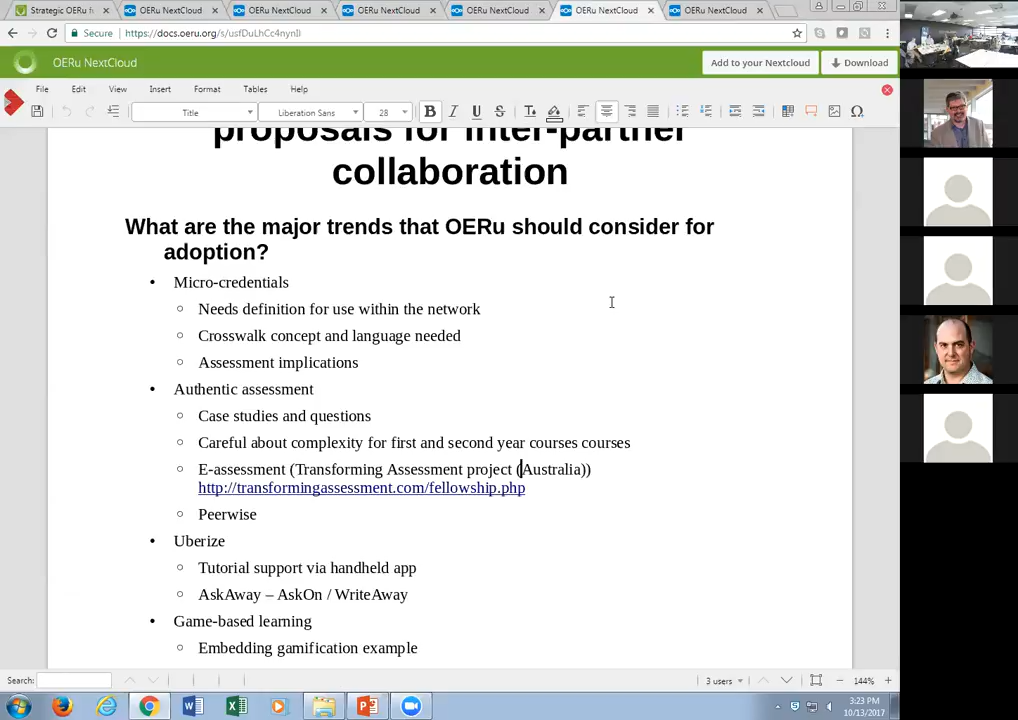 Strategic OERu fu
OERu NextCloud
OERu NextCloud
OERu NextCloud
OERu NextCloud
OERu NextCloud
OERu NextCloud
Secure
https://docs.oeru.org/s/usfDuLhCc4nynIl
OERu NextCloud
Add to your Nextcloud
Download
File Edit View Insert Format Tables Help
Title
Liberation Sans
28
proposals for inter-partner
collaboration
What are the major trends that OERu should consider for
adoption?
• Micro-credentials
○ Needs definition for use within the network
○ Crosswalk concept and language needed
○ Assessment implications
• Authentic assessment
○ Case studies and questions
○ Careful about complexity for first and second year courses courses
○ E-assessment (Transforming Assessment project (Australia))
http://transformingassessment.com/fellowship.php
○ Peerwise
• Uberize
○ Tutorial support via handheld app
○ AskAway – AskOn / WriteAway
• Game-based learning
○ Embedding gamification example
Search:
3 users
144%
3:23 PM
10/13/2017